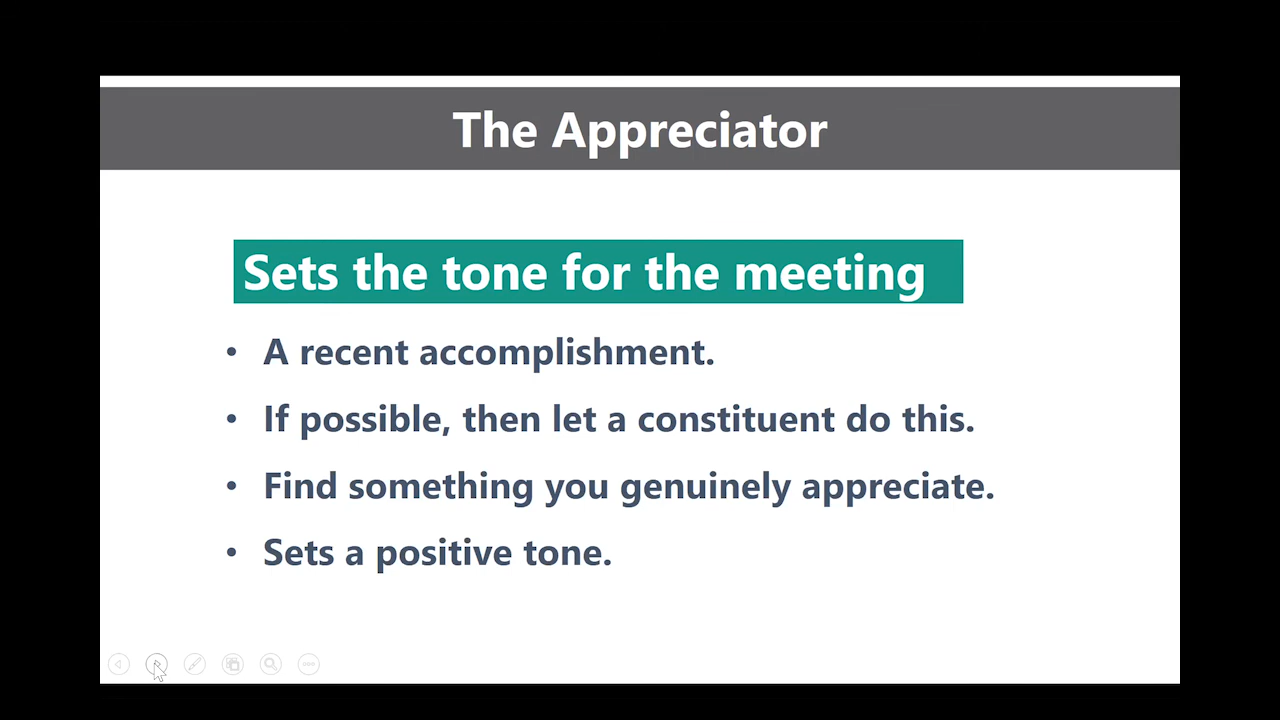 The Appreciator
Sets the tone for the meeting
• A recent accomplishment.
• If possible, then let a constituent do this.
• Find something you genuinely appreciate.
• Sets a positive tone.